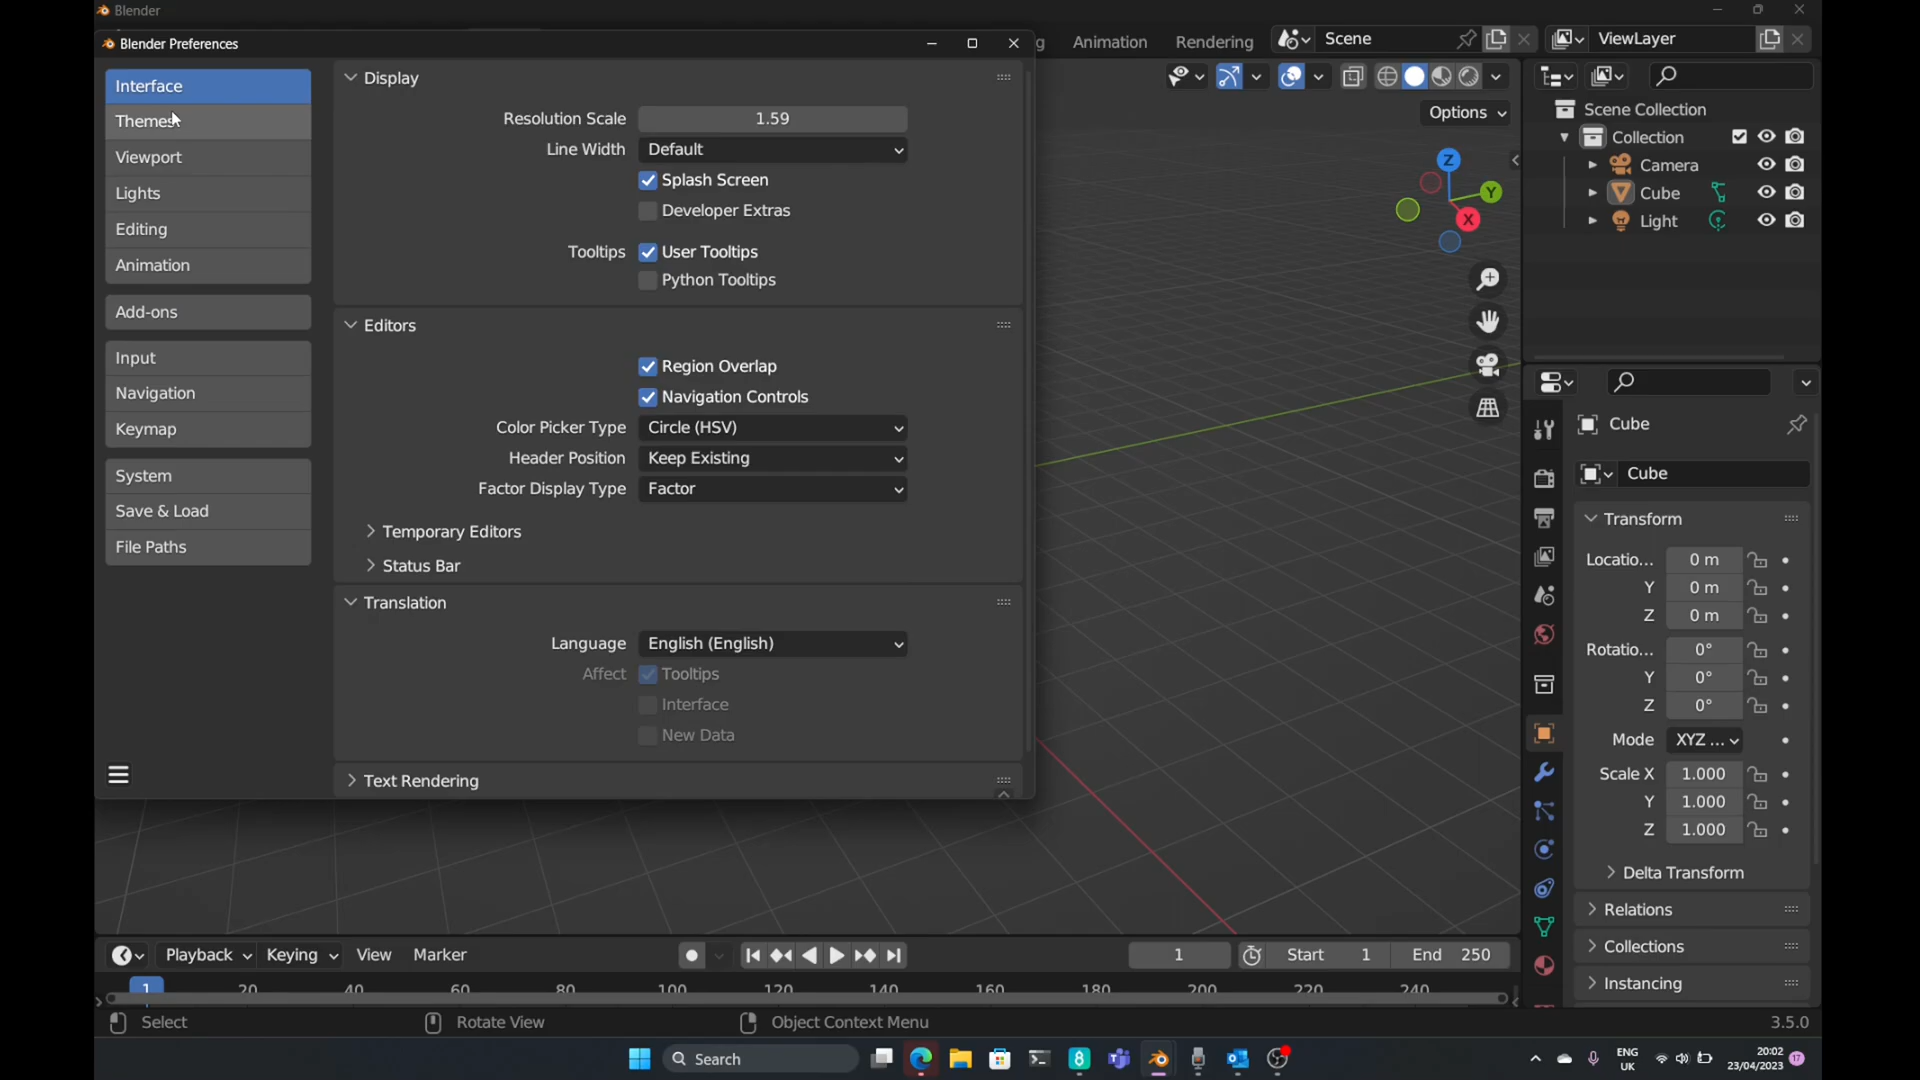 Blender
Blender Preferences
Animation
Rendering
Scene
ViewLayer
Interface
Themes
Viewport
Lights
Editing
Animation
Add-ons
Input
Navigation
Keymap
System
Save & Load
File Paths
Display
Resolution Scale 1.59
Line Width Default
Splash Screen
Developer Extras
Tooltips User Tooltips
Python Tooltips
Editors
Region Overlap
Navigation Controls
Color Picker Type Circle (HSV)
Header Position Keep Existing
Factor Display Type Factor
Temporary Editors
Status Bar
Translation
Language English (English)
Affect Tooltips
Interface
New Data
Text Rendering
Options
Z
Y
X
Scene Collection
Collection
Camera
Cube
Light
Cube
Cube
Transform
Locatio... 0 m
Y 0 m
Z 0 m
Rotatio... 0°
Y 0°
Z 0°
Mode XYZ ...
Scale X 1.000
Y 1.000
Z 1.000
Delta Transform
Relations
Collections
Instancing
Playback Keying View Marker 1 Start 1 End 250
1 20 40 60 80 100 120 140 160 180 200 220 240
Select Rotate View Object Context Menu 3.5.0
Search
ENG
UK
20:02
23/04/2023
17